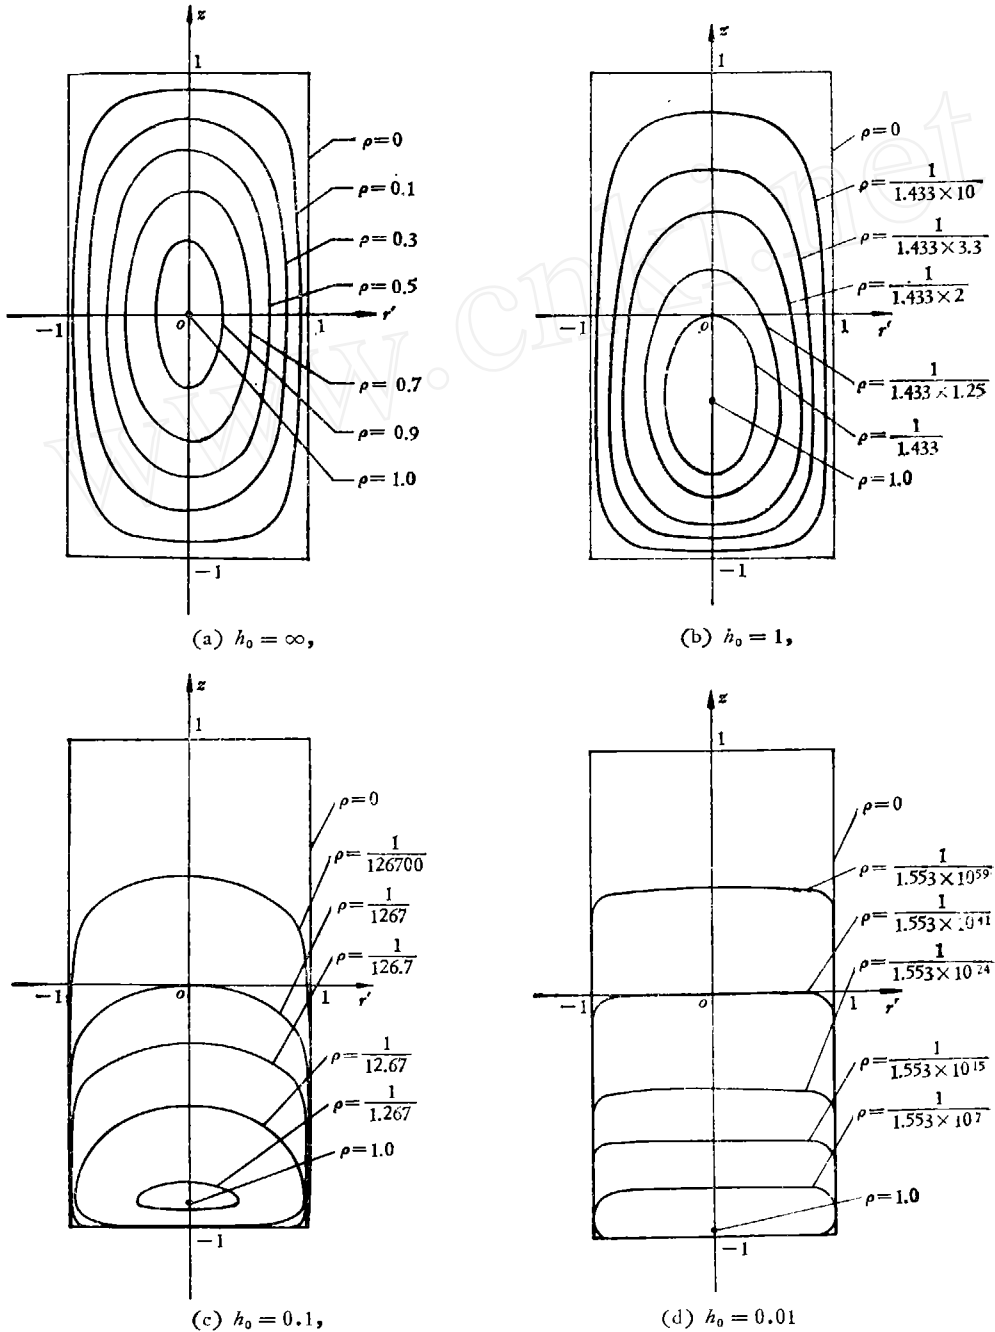 z
1
ρ=0
ρ=0.1
ρ=0.3
ρ=0.5
-1
o
1
r'
ρ= 0.7
ρ= 0.9
ρ=1.0
-1
(a) h₀ = ∞,
z
1
ρ=0
ρ=1/(1.433×10)
ρ=1/(1.433×3.3)
ρ=1/(1.433×2)
-1
o
1
r'
ρ=1/(1.433×1.25)
ρ=1/1.433
ρ=1.0
-1
(b) h₀ = 1,
z
1
ρ=0
ρ=1/126700
ρ=1/1267
ρ=1/126.7
-1
o
1
r'
ρ=1/12.67
ρ=1/1.267
ρ=1.0
-1
(c) h₀ = 0.1,
z
1
ρ=0
ρ=1/(1.553×10⁵⁹)
ρ=1/(1.553×10⁴¹)
ρ=1/(1.553×10²⁴)
-1
o
1
r'
ρ=1/(1.553×10¹⁵)
ρ=1/(1.553×10⁷)
ρ=1.0
-1
(d) h₀ = 0.01
www.cnki.net